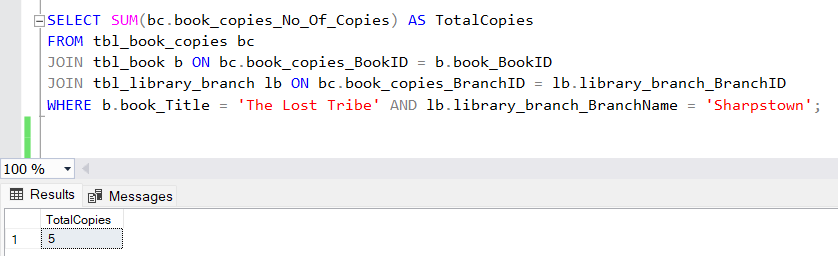 SELECT SUM(bc.book_copies_No_Of_Copies) AS TotalCopies
FROM tbl_book_copies bc
JOIN tbl_book b ON bc.book_copies_BookID = b.book_BookID
JOIN tbl_library_branch lb ON bc.book_copies_BranchID = lb.library_branch_BranchID
WHERE b.book_Title = 'The Lost Tribe' AND lb.library_branch_BranchName = 'Sharpstown';
100 %
Results Messages
TotalCopies
1 5